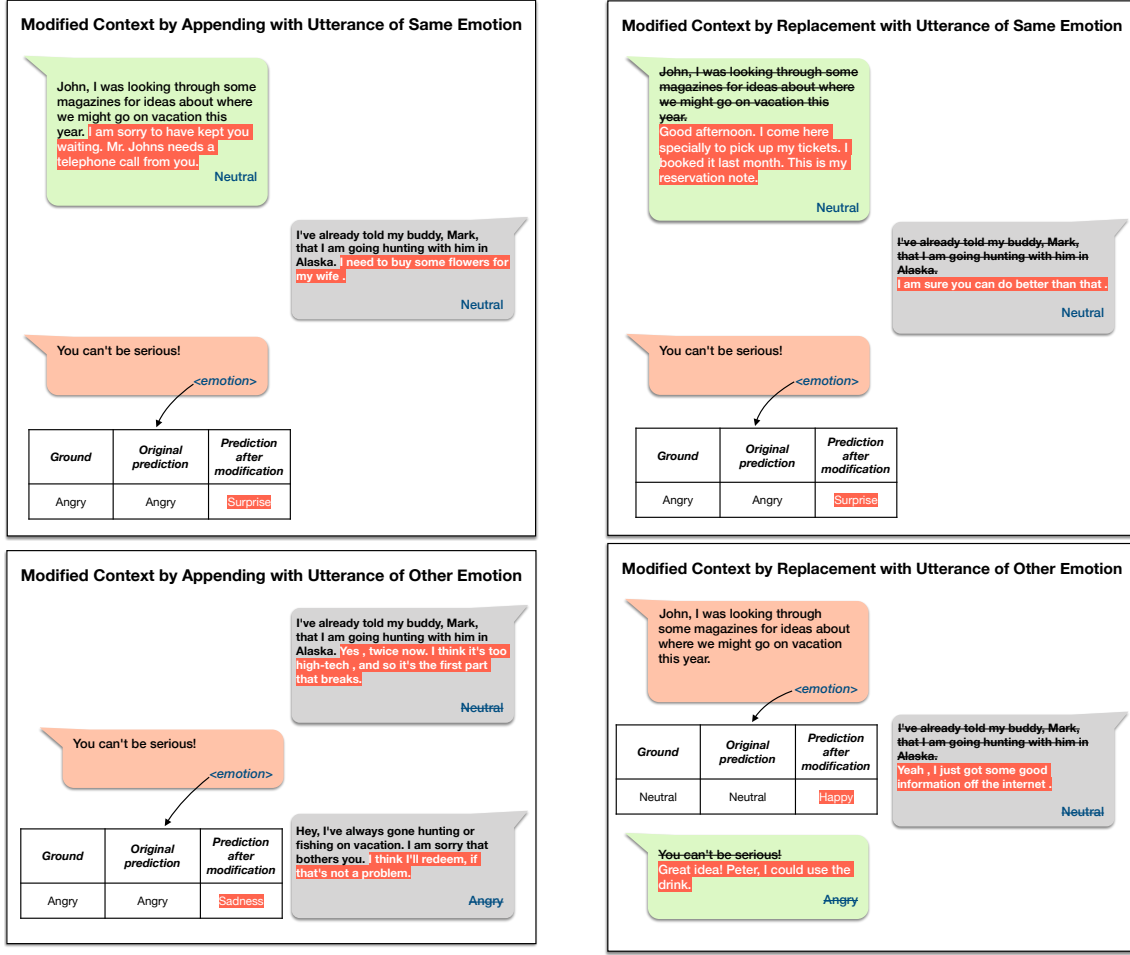 Modified Context by Appending with Utterance of Same Emotion
John, I was looking through some
magazines for ideas about where
we might go on vacation this
year. I am sorry to have kept you
waiting. Mr. Johns needs a
telephone call from you.
Neutral
I've already told my buddy, Mark,
that I am going hunting with him in
Alaska. I need to buy some flowers for
my wife .
Neutral
You can't be serious!
<emotion>
Ground
Original
prediction
Prediction
after
modification
Angry
Angry
Surprise
Modified Context by Replacement with Utterance of Same Emotion
John, I was looking through some
magazines for ideas about where
we might go on vacation this
year.
Good afternoon. I come here
specially to pick up my tickets. I
booked it last month. This is my
reservation note.
Neutral
I've already told my buddy, Mark,
that I am going hunting with him in
Alaska.
I am sure you can do better than that .
Neutral
You can't be serious!
<emotion>
Ground
Original
prediction
Prediction
after
modification
Angry
Angry
Surprise
Modified Context by Appending with Utterance of Other Emotion
I've already told my buddy, Mark,
that I am going hunting with him in
Alaska. Yes , twice now. I think it's too
high-tech , and so it's the first part
that breaks.
Neutral
You can't be serious!
<emotion>
Ground
Original
prediction
Prediction
after
modification
Angry
Angry
Sadness
Hey, I've always gone hunting or
fishing on vacation. I am sorry that
bothers you. I think I'll redeem, if
that's not a problem.
Angry
Modified Context by Replacement with Utterance of Other Emotion
John, I was looking through
some magazines for ideas about
where we might go on vacation
this year.
<emotion>
Ground
Original
prediction
Prediction
after
modification
Neutral
Neutral
Happy
I've already told my buddy, Mark,
that I am going hunting with him in
Alaska.
Yeah , I just got some good
information off the internet .
Neutral
You can't be serious!
Great idea! Peter, I could use the
drink.
Angry